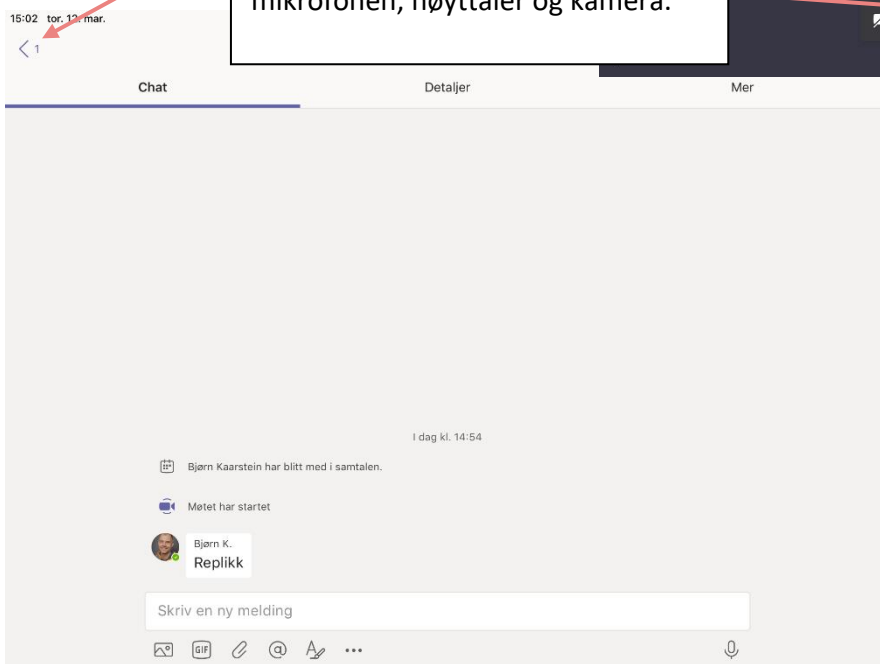 mikrofonen, høyttaler og kamera.
15:02 tor. 12. mar.
1
Chat Detaljer Mer
I dag kl. 14:54
Bjørn Kaarstein har blitt med i samtalen.
Møtet har startet
Bjørn K.
Replikk
Skriv en ny melding
GIF